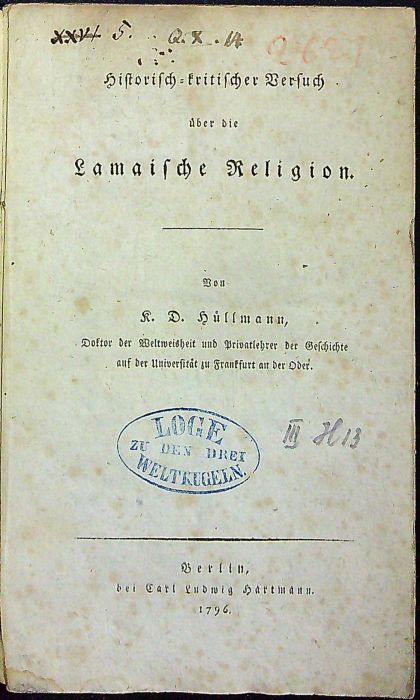 XXVI 5. Q. X. 14
Historisch-kritischer Versuch
über die
Lamaische Religion.
Von
K. D. Hüllmann,
Doktor der Weltweisheit und Privatlehrer der Geschichte
auf der Universität zu Frankfurt an der Oder.
LOGE
ZU DEN DREI
WELTKUGELN.
III H 13
Berlin,
bei Carl Ludwig Hartmann.
1796.